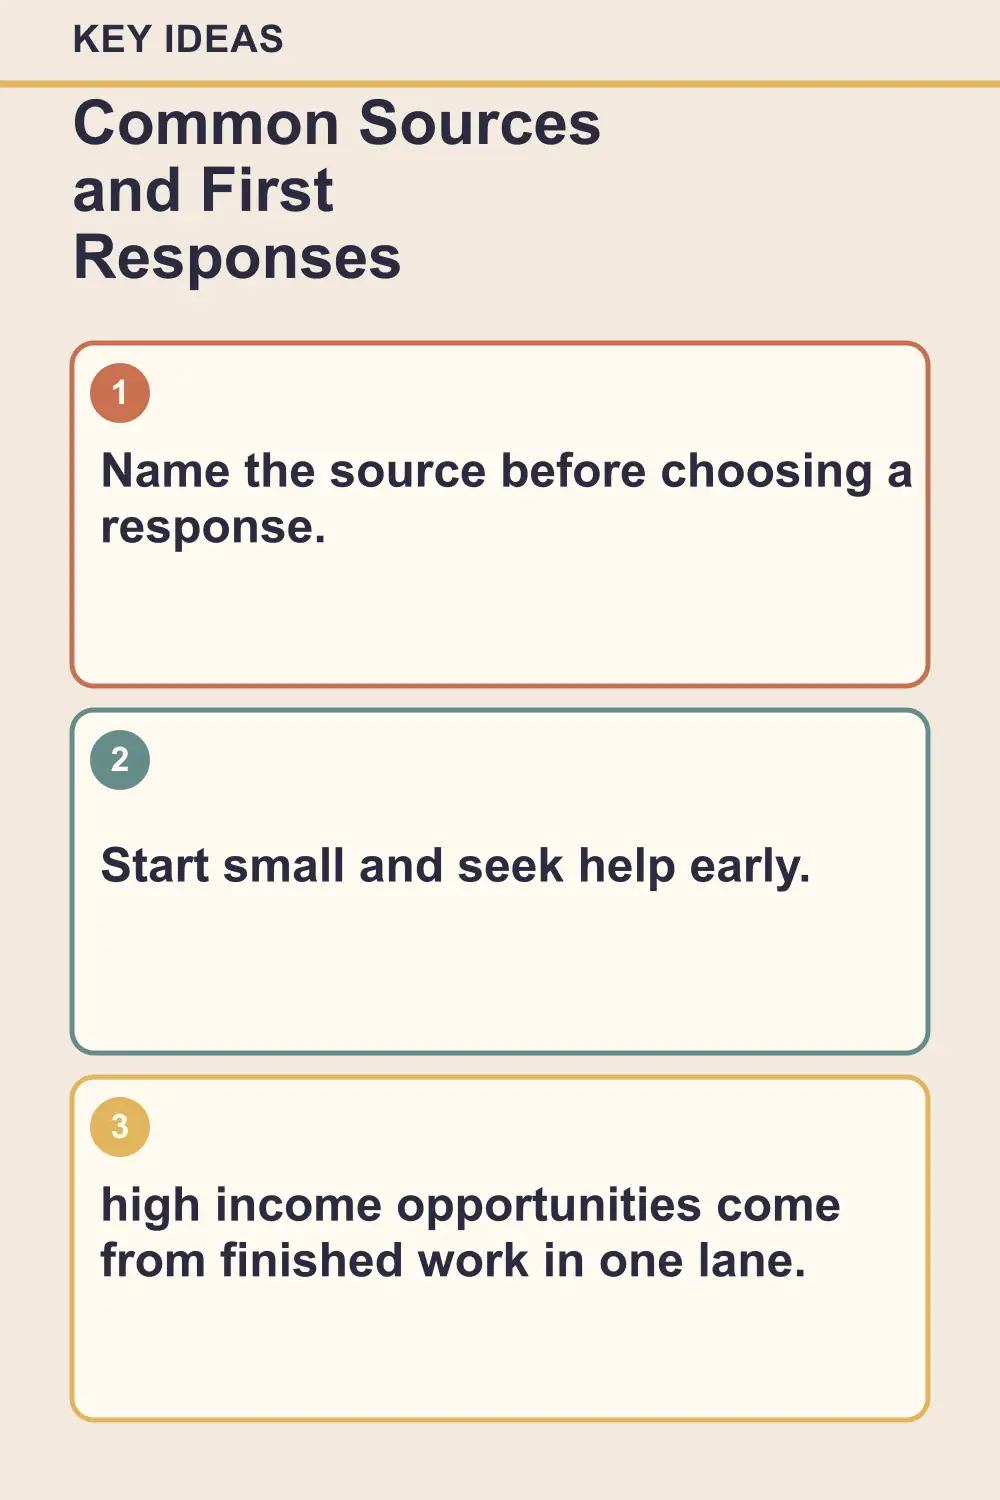 KEY IDEAS
Common Sources
and First
Responses
1
Name the source before choosing a
response.
2
Start small and seek help early.
3
high income opportunities come
from finished work in one lane.